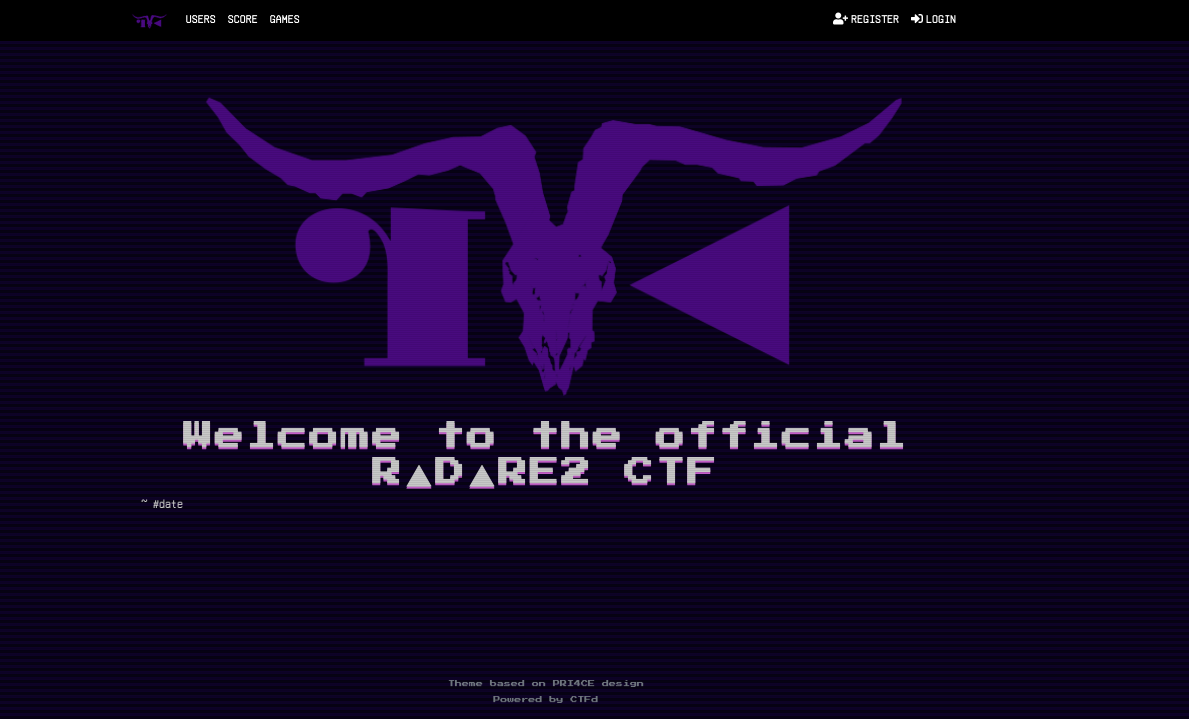 USERS SCORE GAMES REGISTER LOGIN
Welcome to the official
R▲D▲RE2 CTF
~ #date
Theme based on PRI4CE design
Powered by CTFd